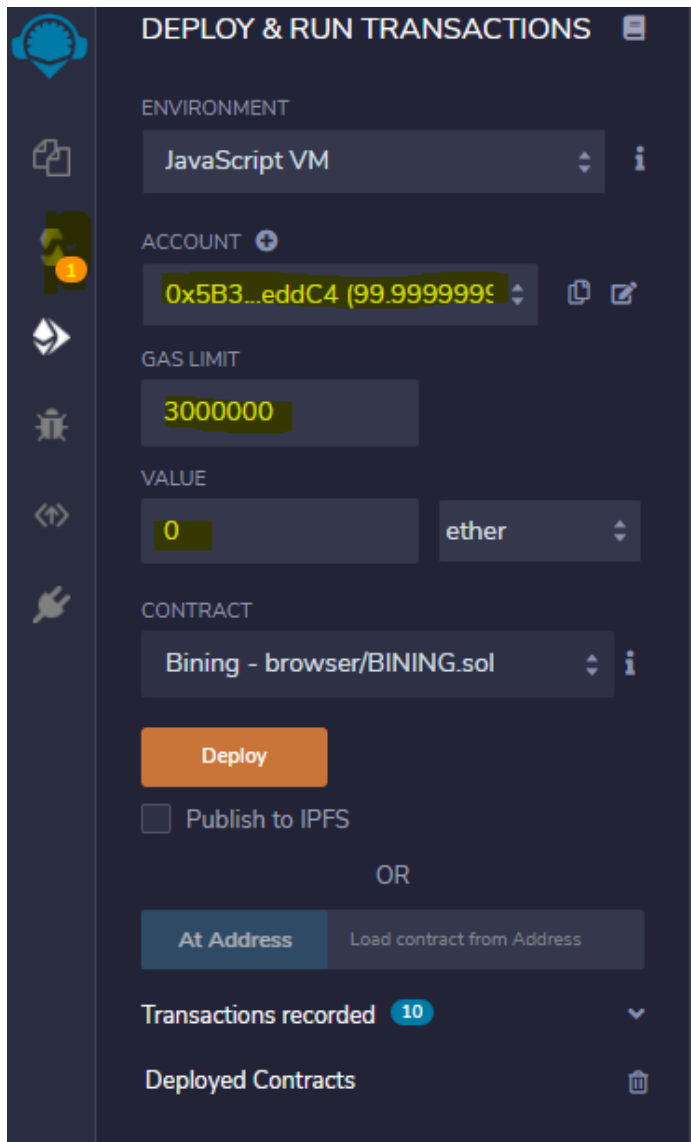 DEPLOY & RUN TRANSACTIONS
ENVIRONMENT
JavaScript VM
1
ACCOUNT
0x5B3...eddC4 (99.9999999
GAS LIMIT
3000000
VALUE
0 ether
CONTRACT
Bining - browser/BINING.sol
Deploy
Publish to IPFS
OR
At Address Load contract from Address
Transactions recorded 10
Deployed Contracts